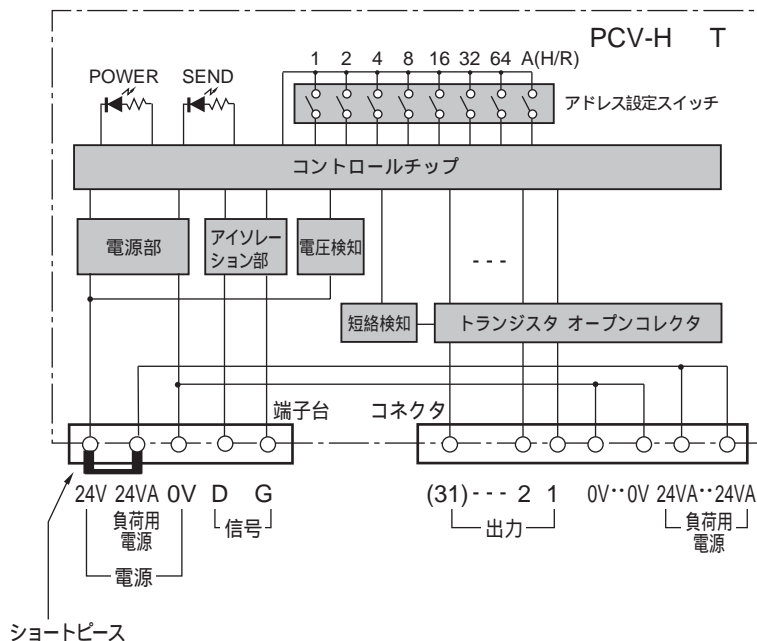 PCV-H T
1 2 4 8 16 32 64 A(H/R)
POWER SEND
アドレス設定スイッチ
コントロールチップ
電源部
アイソレー
ション部
電圧検知
---
短絡検知
トランジスタ オープンコレクタ
端子台 コネクタ
24V 24VA 0V D G
負荷用
電源
信号
電源
(31)--- 2 1 0V··0V 24VA··24VA
出力
負荷用
電源
ショートピース